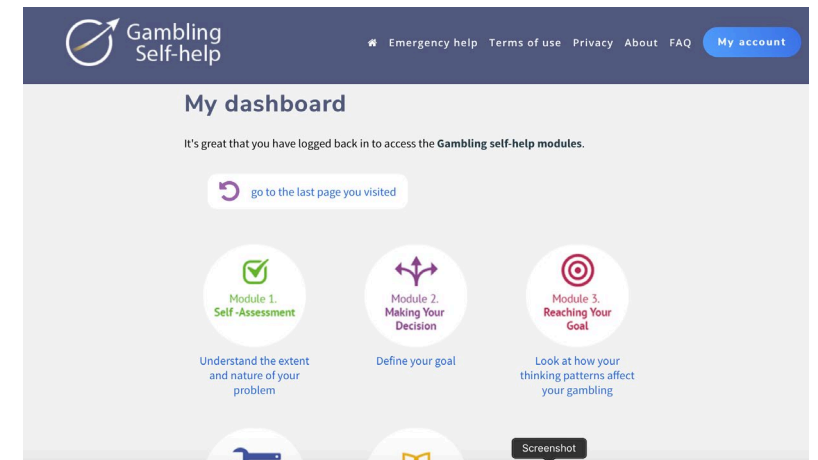 Gambling
Self-help
Emergency help Terms of use Privacy About FAQ My account
My dashboard
It's great that you have logged back in to access the Gambling self-help modules.
go to the last page you visited
Module 1.
Self -Assessment
Understand the extent
and nature of your
problem
Module 2.
Making Your
Decision
Define your goal
Module 3.
Reaching Your
Goal
Look at how your
thinking patterns affect
your gambling
Screenshot